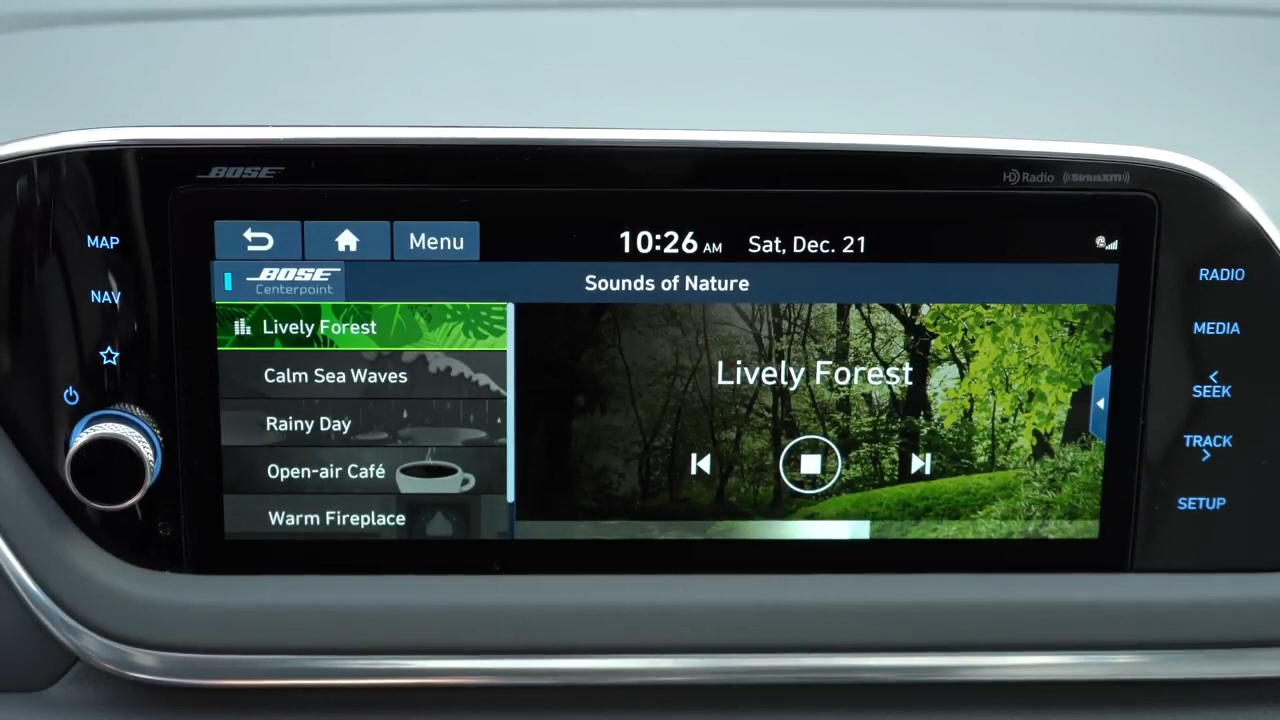 BOSE
HD Radio
((SiriusXM))
MAP
NAV
Menu
10:26 AM
Sat, Dec. 21
BOSE
Centerpoint
Sounds of Nature
Lively Forest
Calm Sea Waves
Rainy Day
Open-air Café
Warm Fireplace
Lively Forest
RADIO
MEDIA
<
SEEK
TRACK
>
SETUP